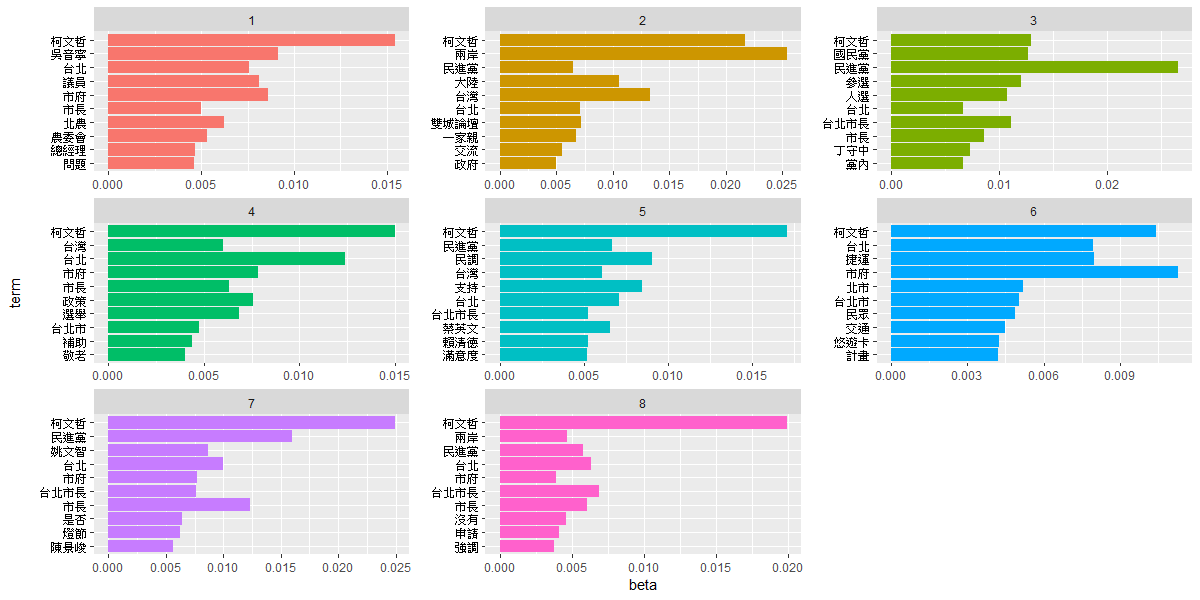 1
柯文哲
吳音寧
台北
議員
市府
市長
北農
農委會
總經理
問題
0.000 0.005 0.010 0.015
2
柯文哲
兩岸
民進黨
大陸
台灣
台北
雙城論壇
一家親
交流
政府
0.000 0.005 0.010 0.015 0.020 0.025
3
柯文哲
國民黨
民進黨
參選
人選
台北
台北市長
市長
丁守中
黨內
0.00 0.01 0.02
4
柯文哲
台灣
台北
市府
市長
政策
選舉
台北市
補助
敬老
0.000 0.005 0.010 0.015
5
柯文哲
民進黨
民調
台灣
支持
台北
台北市長
蔡英文
賴清德
滿意度
0.000 0.005 0.010 0.015
6
柯文哲
台北
捷運
市府
北市
台北市
民眾
交通
悠遊卡
計畫
0.000 0.003 0.006 0.009
7
柯文哲
民進黨
姚文智
台北
市府
台北市長
市長
是否
燈節
陳景峻
0.000 0.005 0.010 0.015 0.020 0.025
8
柯文哲
兩岸
民進黨
台北
市府
台北市長
市長
沒有
申請
強調
0.000 0.005 0.010 0.015 0.020
term
beta